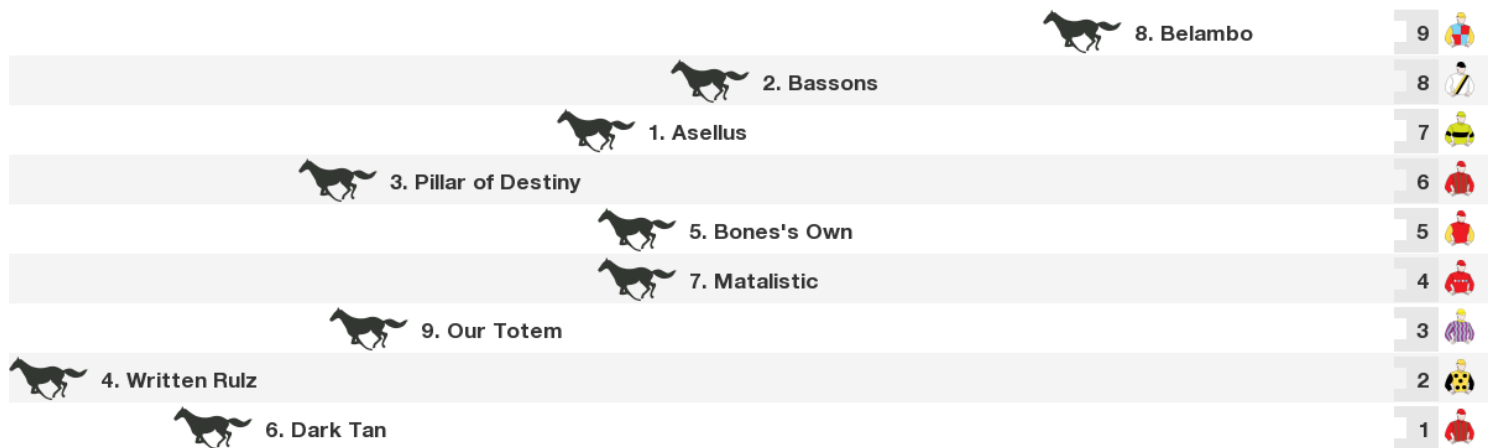 8. Belambo 9
2. Bassons 8
1. Asellus 7
3. Pillar of Destiny 6
5. Bones's Own 5
7. Matalistic 4
9. Our Totem 3
4. Written Rulz 2
6. Dark Tan 1